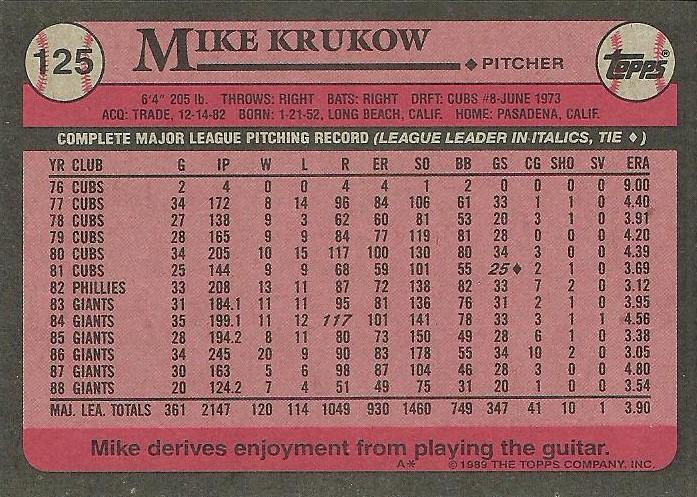 125
MIKE KRUKOW
◆ PITCHER
topps®
6'4" 205 lb. THROWS: RIGHT BATS: RIGHT DRFT: CUBS #8-JUNE 1973
ACQ: TRADE, 12-14-82 BORN: 1-21-52, LONG BEACH, CALIF. HOME: PASADENA, CALIF.
COMPLETE MAJOR LEAGUE PITCHING RECORD (LEAGUE LEADER IN ITALICS, TIE ◆)
YR CLUB G IP W L R ER SO BB GS CG SHO SV ERA
76 CUBS 2 4 0 0 4 4 1 2 0 0 0 0 9.00
77 CUBS 34 172 8 14 96 84 106 61 33 1 1 0 4.40
78 CUBS 27 138 9 3 62 60 81 53 20 3 1 0 3.91
79 CUBS 28 165 9 9 84 77 119 81 28 0 0 0 4.20
80 CUBS 34 205 10 15 117 100 130 80 34 3 0 0 4.39
81 CUBS 25 144 9 9 68 59 101 55 25◆ 2 1 0 3.69
82 PHILLIES 33 208 13 11 87 72 138 82 33 7 2 0 3.12
83 GIANTS 31 184.1 11 11 95 81 136 76 31 2 1 0 3.95
84 GIANTS 35 199.1 11 12 117 101 141 78 33 3 1 1 4.56
85 GIANTS 28 194.2 8 11 80 73 150 49 28 6 1 0 3.38
86 GIANTS 34 245 20 9 90 83 178 55 34 10 2 0 3.05
87 GIANTS 30 163 5 6 98 87 104 46 28 3 0 0 4.80
88 GIANTS 20 124.2 7 4 51 49 75 31 20 1 0 0 3.54
MAJ. LEA. TOTALS 361 2147 120 114 1049 930 1460 749 347 41 10 1 3.90
Mike derives enjoyment from playing the guitar.
A* © 1989 THE TOPPS COMPANY, INC.